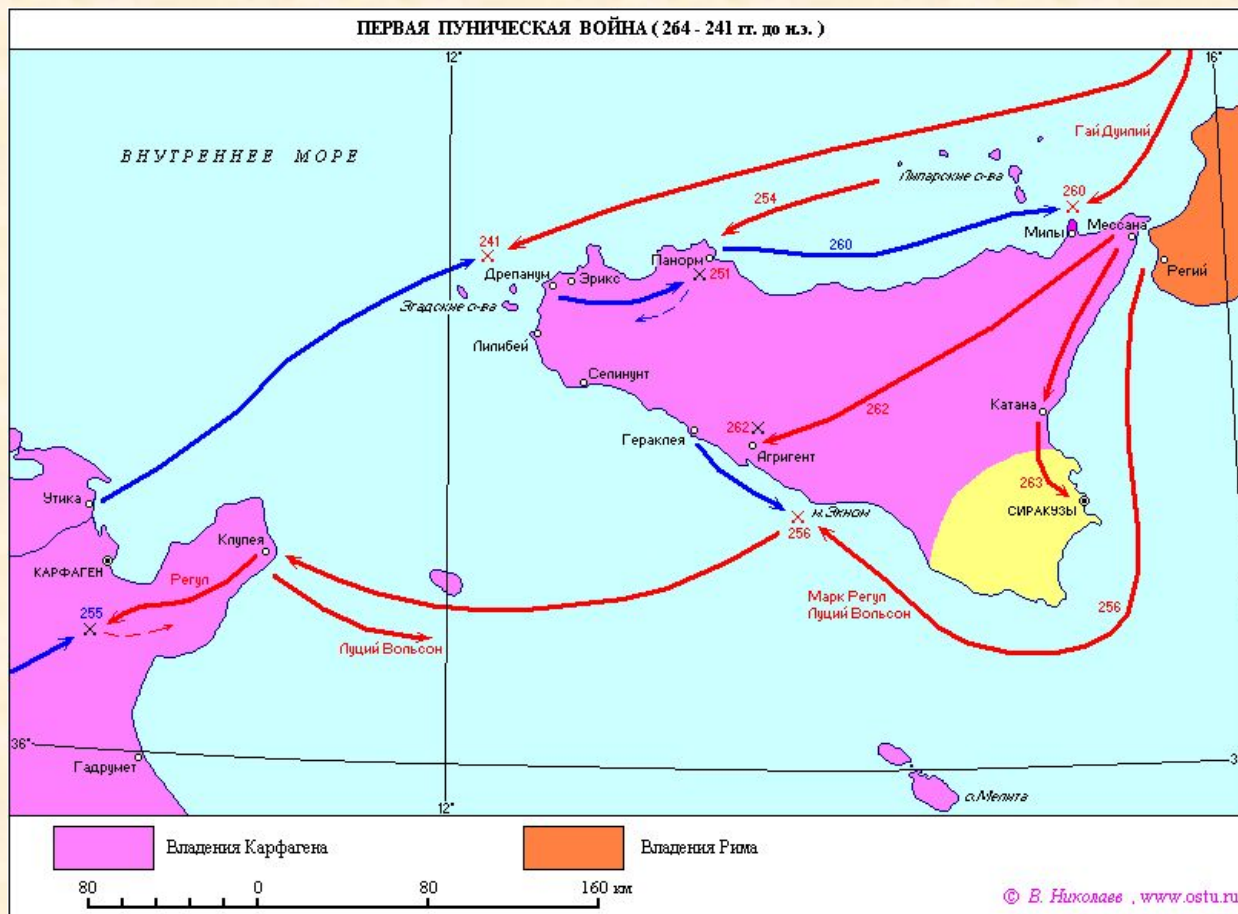 ПЕРВАЯ ПУНИЧЕСКАЯ ВОЙНА ( 264 - 241 гг. до н.э. )
12°
16°
ВНУТРЕННЕЕ МОРЕ
Гай Дуилий
Липарские о-ва
254
260
260
Милы
Мессана
241
Дрепанум
Эрикс
Панорм
251
Регий
Эгадские о-ва
Лилибей
Селинунт
Катана
262
Гераклея
262
Агригент
263
СИРАКУЗЫ
Утика
м.Экном
256
Клупея
КАРФАГЕН
Регул
Марк Регул
Луций Вольсон
256
255
Луций Вольсон
36°
Гадрумет
12°
о.Мелита
Владения Карфагена
Владения Рима
80 0 80 160 км
© В. Николаев , www.ostu.ru